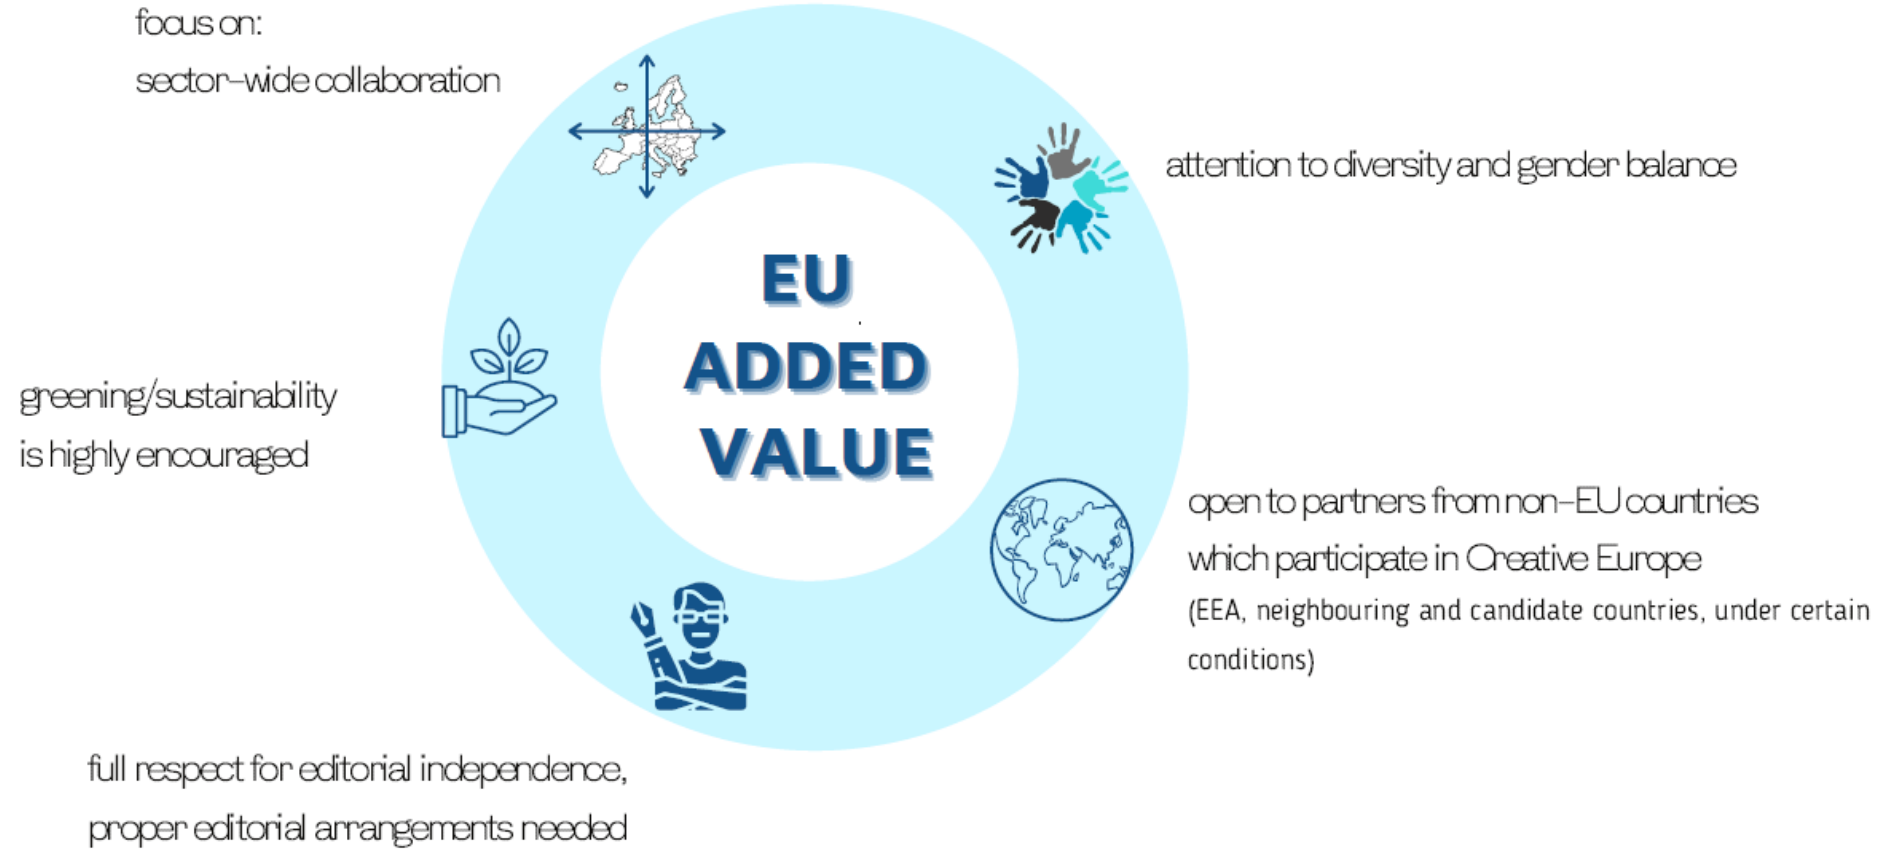 focus on:
sector-wide collaboration
attention to diversity and gender balance
EU
ADDED
VALUE
greening/sustainability
is highly encouraged
open to partners from non-EU countries
which participate in Creative Europe
(EEA, neighbouring and candidate countries, under certain
conditions)
full respect for editorial independence,
proper editorial arrangements needed